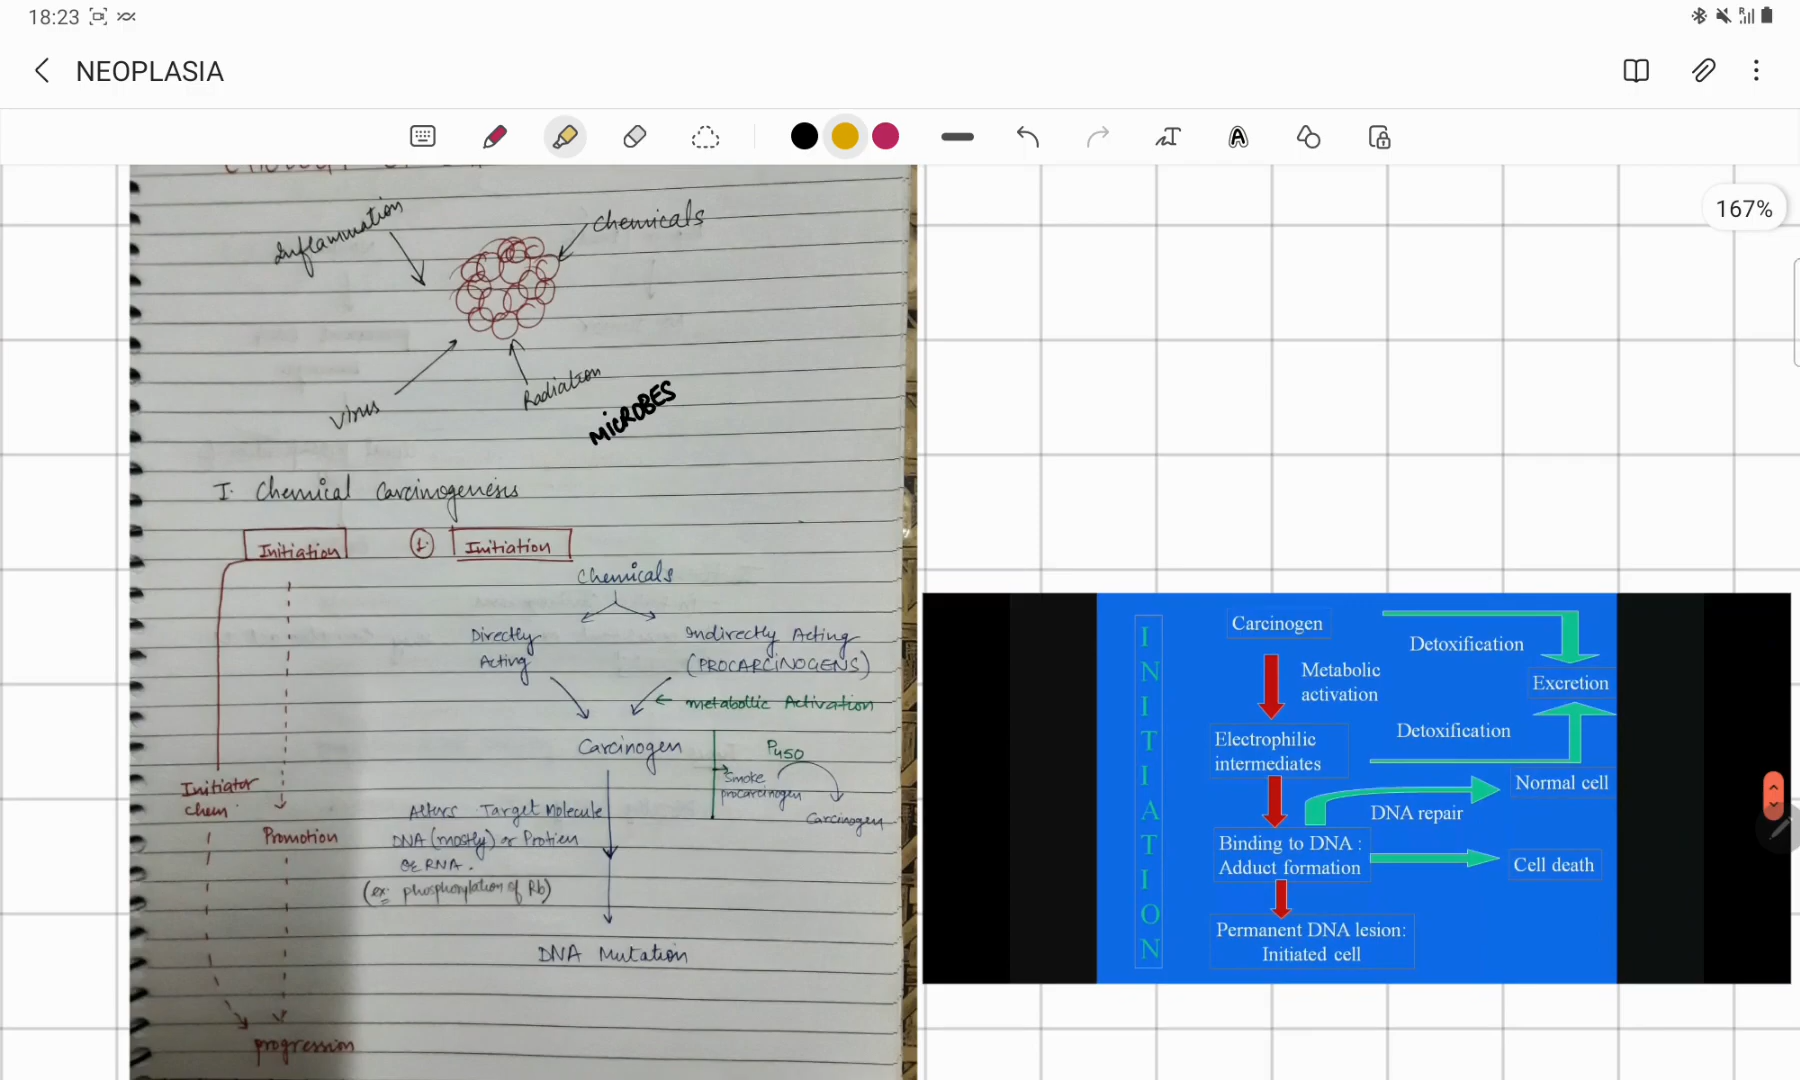 18:23
NEOPLASIA
167%
Inflammation
Chemicals
Virus
Radiation
MICROBES
I. Chemical Carcinogenesis
Initiation
1. Initiation
Chemicals
Directly
Acting
Indirectly Acting
(PROCARCINOGENS)
metabollic Activation
Carcinogen
P450
Smoke
procarcinogen
Carcinogen
Initiator
chem.
Promotion
Alters Target Molecule
DNA (mostly) or Protien
or RNA.
(ex: phosphorylation of Rb)
DNA Mutation
progression
INITIATION
Carcinogen
Detoxification
Metabolic
activation
Excretion
Electrophilic
intermediates
Detoxification
Normal cell
DNA repair
Binding to DNA :
Adduct formation
Cell death
Permanent DNA lesion:
Initiated cell